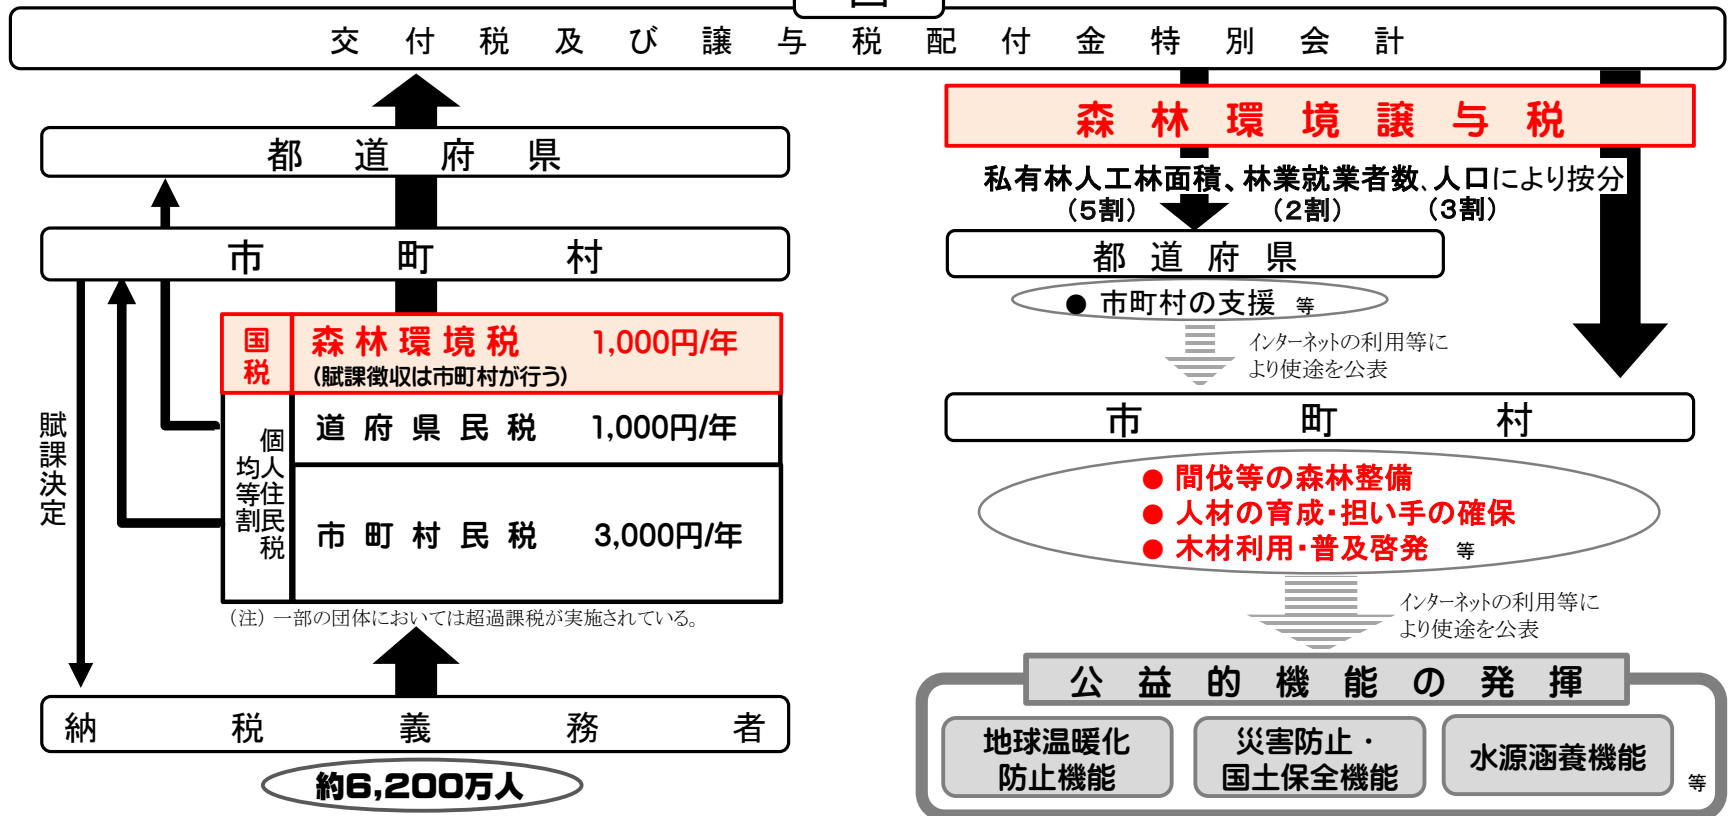 交付税及び譲与税配付金特別会計
都道府県
市町村
国税
森林環境税 1,000円/年
(賦課徴収は市町村が行う)
個人住民税
均等割
道府県民税 1,000円/年
市町村民税 3,000円/年
(注) 一部の団体においては超過課税が実施されている。
賦課決定
納税義務者
約6,200万人
森林環境譲与税
私有林人工林面積、林業就業者数、人口により按分
(5割) (2割) (3割)
都道府県
● 市町村の支援 等
インターネットの利用等に
より使途を公表
市町村
● 間伐等の森林整備
● 人材の育成・担い手の確保
● 木材利用・普及啓発 等
インターネットの利用等に
より使途を公表
公益的機能の発揮
地球温暖化
防止機能
災害防止・
国土保全機能
水源涵養機能
等